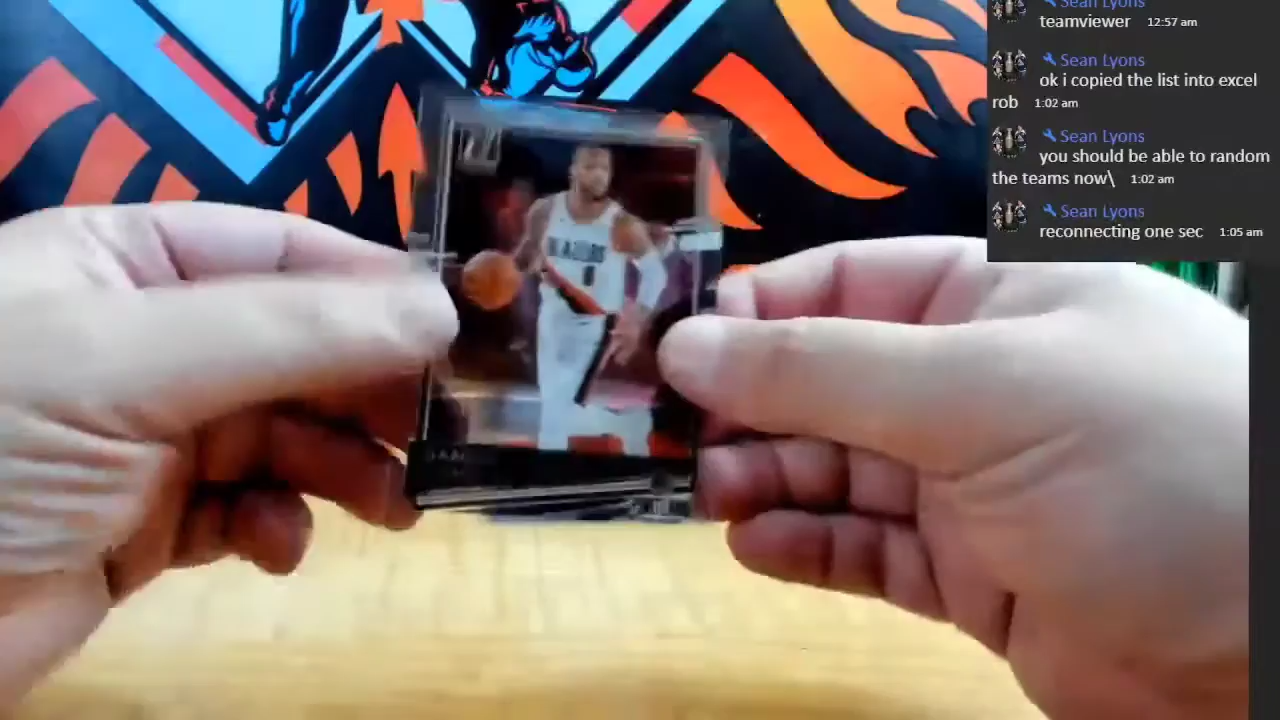 Sean Lyons
teamviewer 12:57 am
Sean Lyons
ok i copied the list into excel
rob 1:02 am
Sean Lyons
you should be able to random
the teams now\ 1:02 am
Sean Lyons
reconnecting one sec 1:05 am